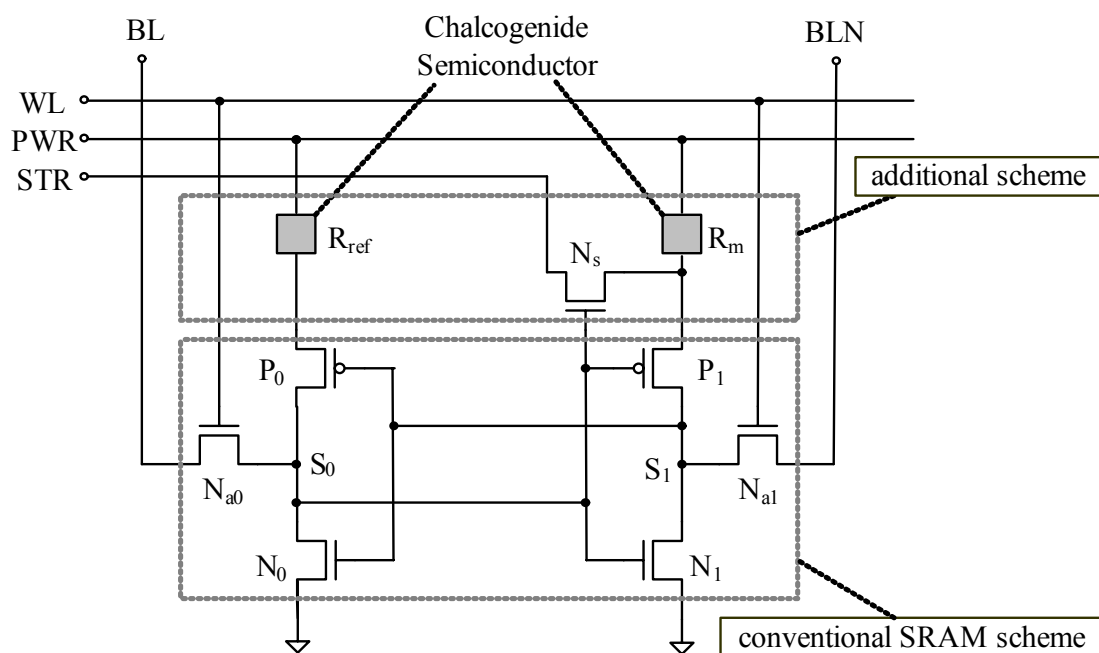 BL
Chalcogenide
Semiconductor
BLN
WL
PWR
STR
additional scheme
R_ref
N_s
R_m
P_0
P_1
S_0
S_1
N_a0
N_a1
N_0
N_1
conventional SRAM scheme